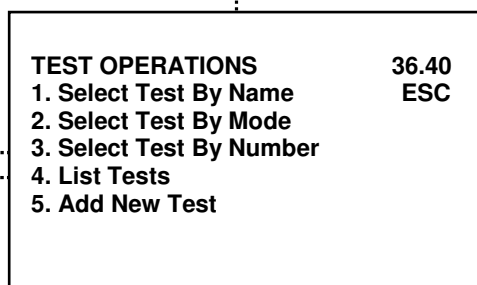 TEST OPERATIONS 36.40
1. Select Test By Name ESC
2. Select Test By Mode
3. Select Test By Number
4. List Tests
5. Add New Test